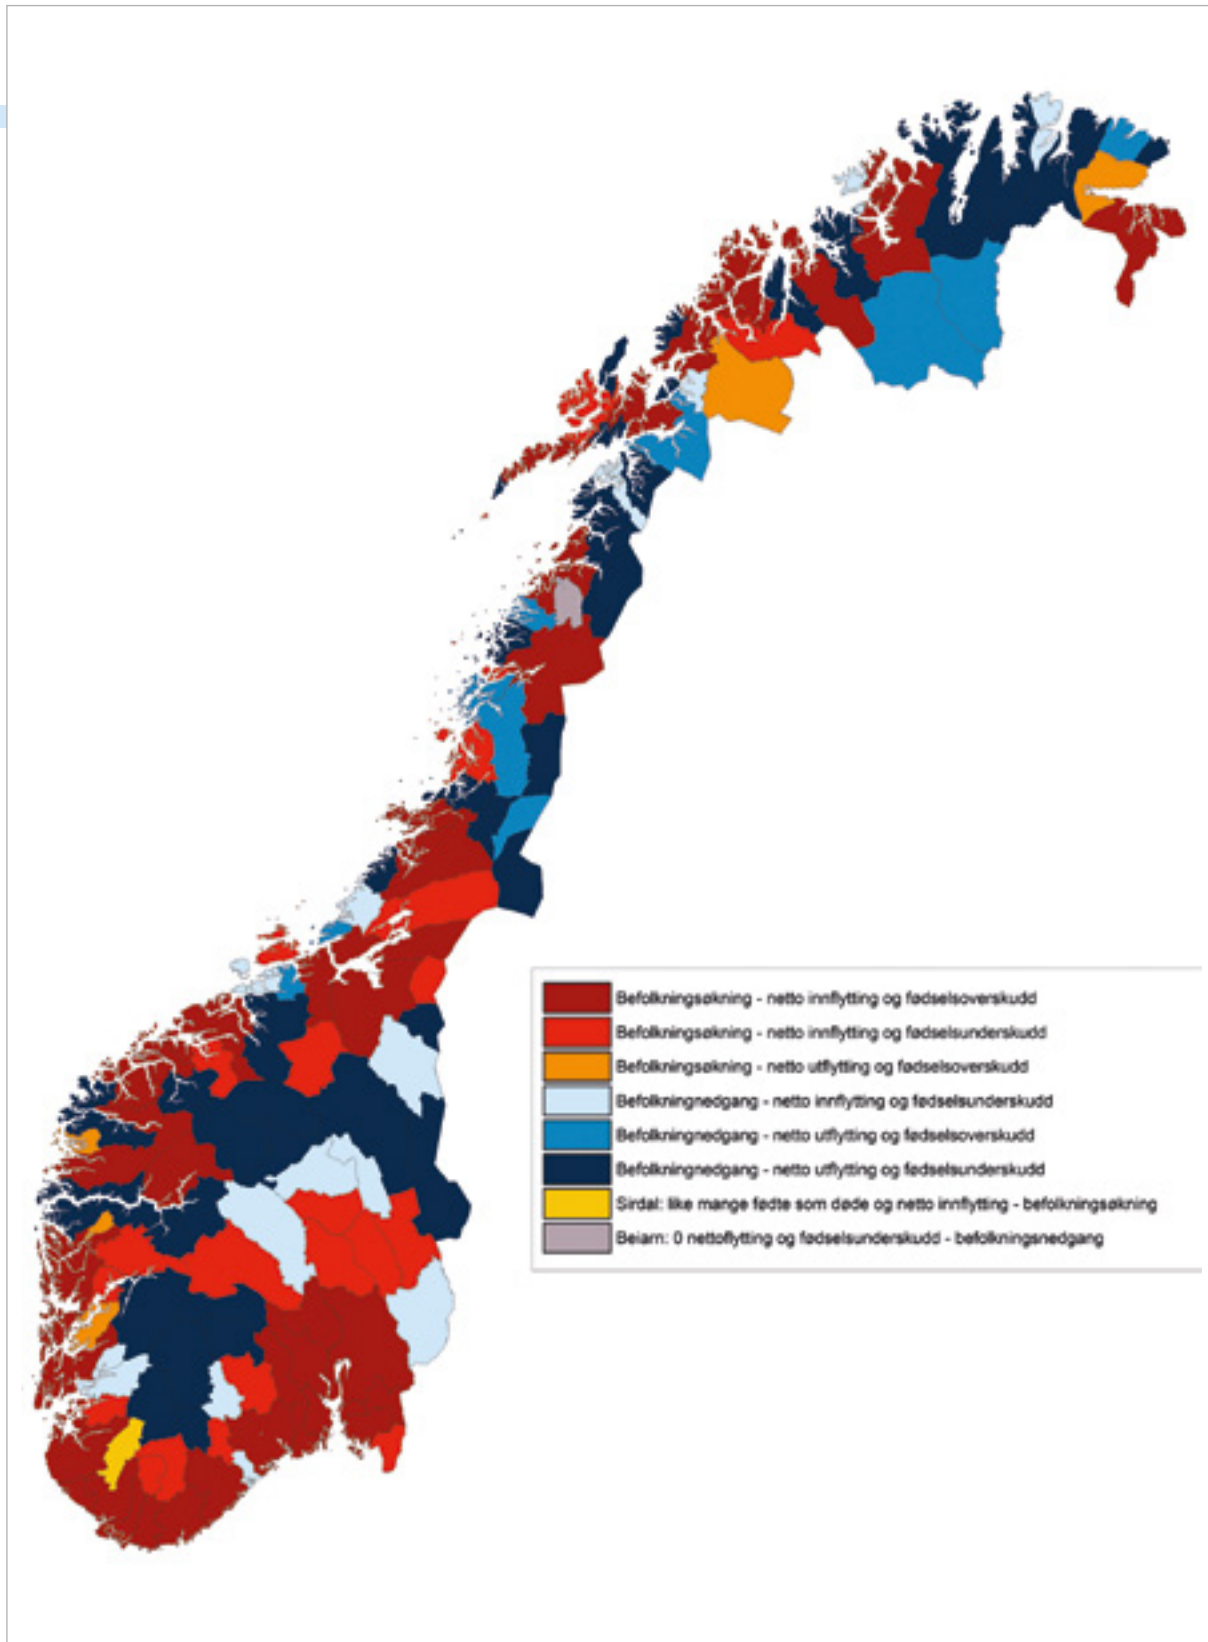 Befolkningsøkning - netto innflytting og fødselsoverskudd
Befolkningsøkning - netto innflytting og fødselsunderskudd
Befolkningsøkning - netto utflytting og fødselsoverskudd
Befolkningnedgang - netto innflytting og fødselsunderskudd
Befolkningnedgang - netto utflytting og fødselsoverskudd
Befolkningnedgang - netto utflytting og fødselsunderskudd
Sirdal: like mange fødte som døde og netto innflytting - befolkningsøkning
Beiarn: 0 nettoflytting og fødselsunderskudd - befolkningsnedgang